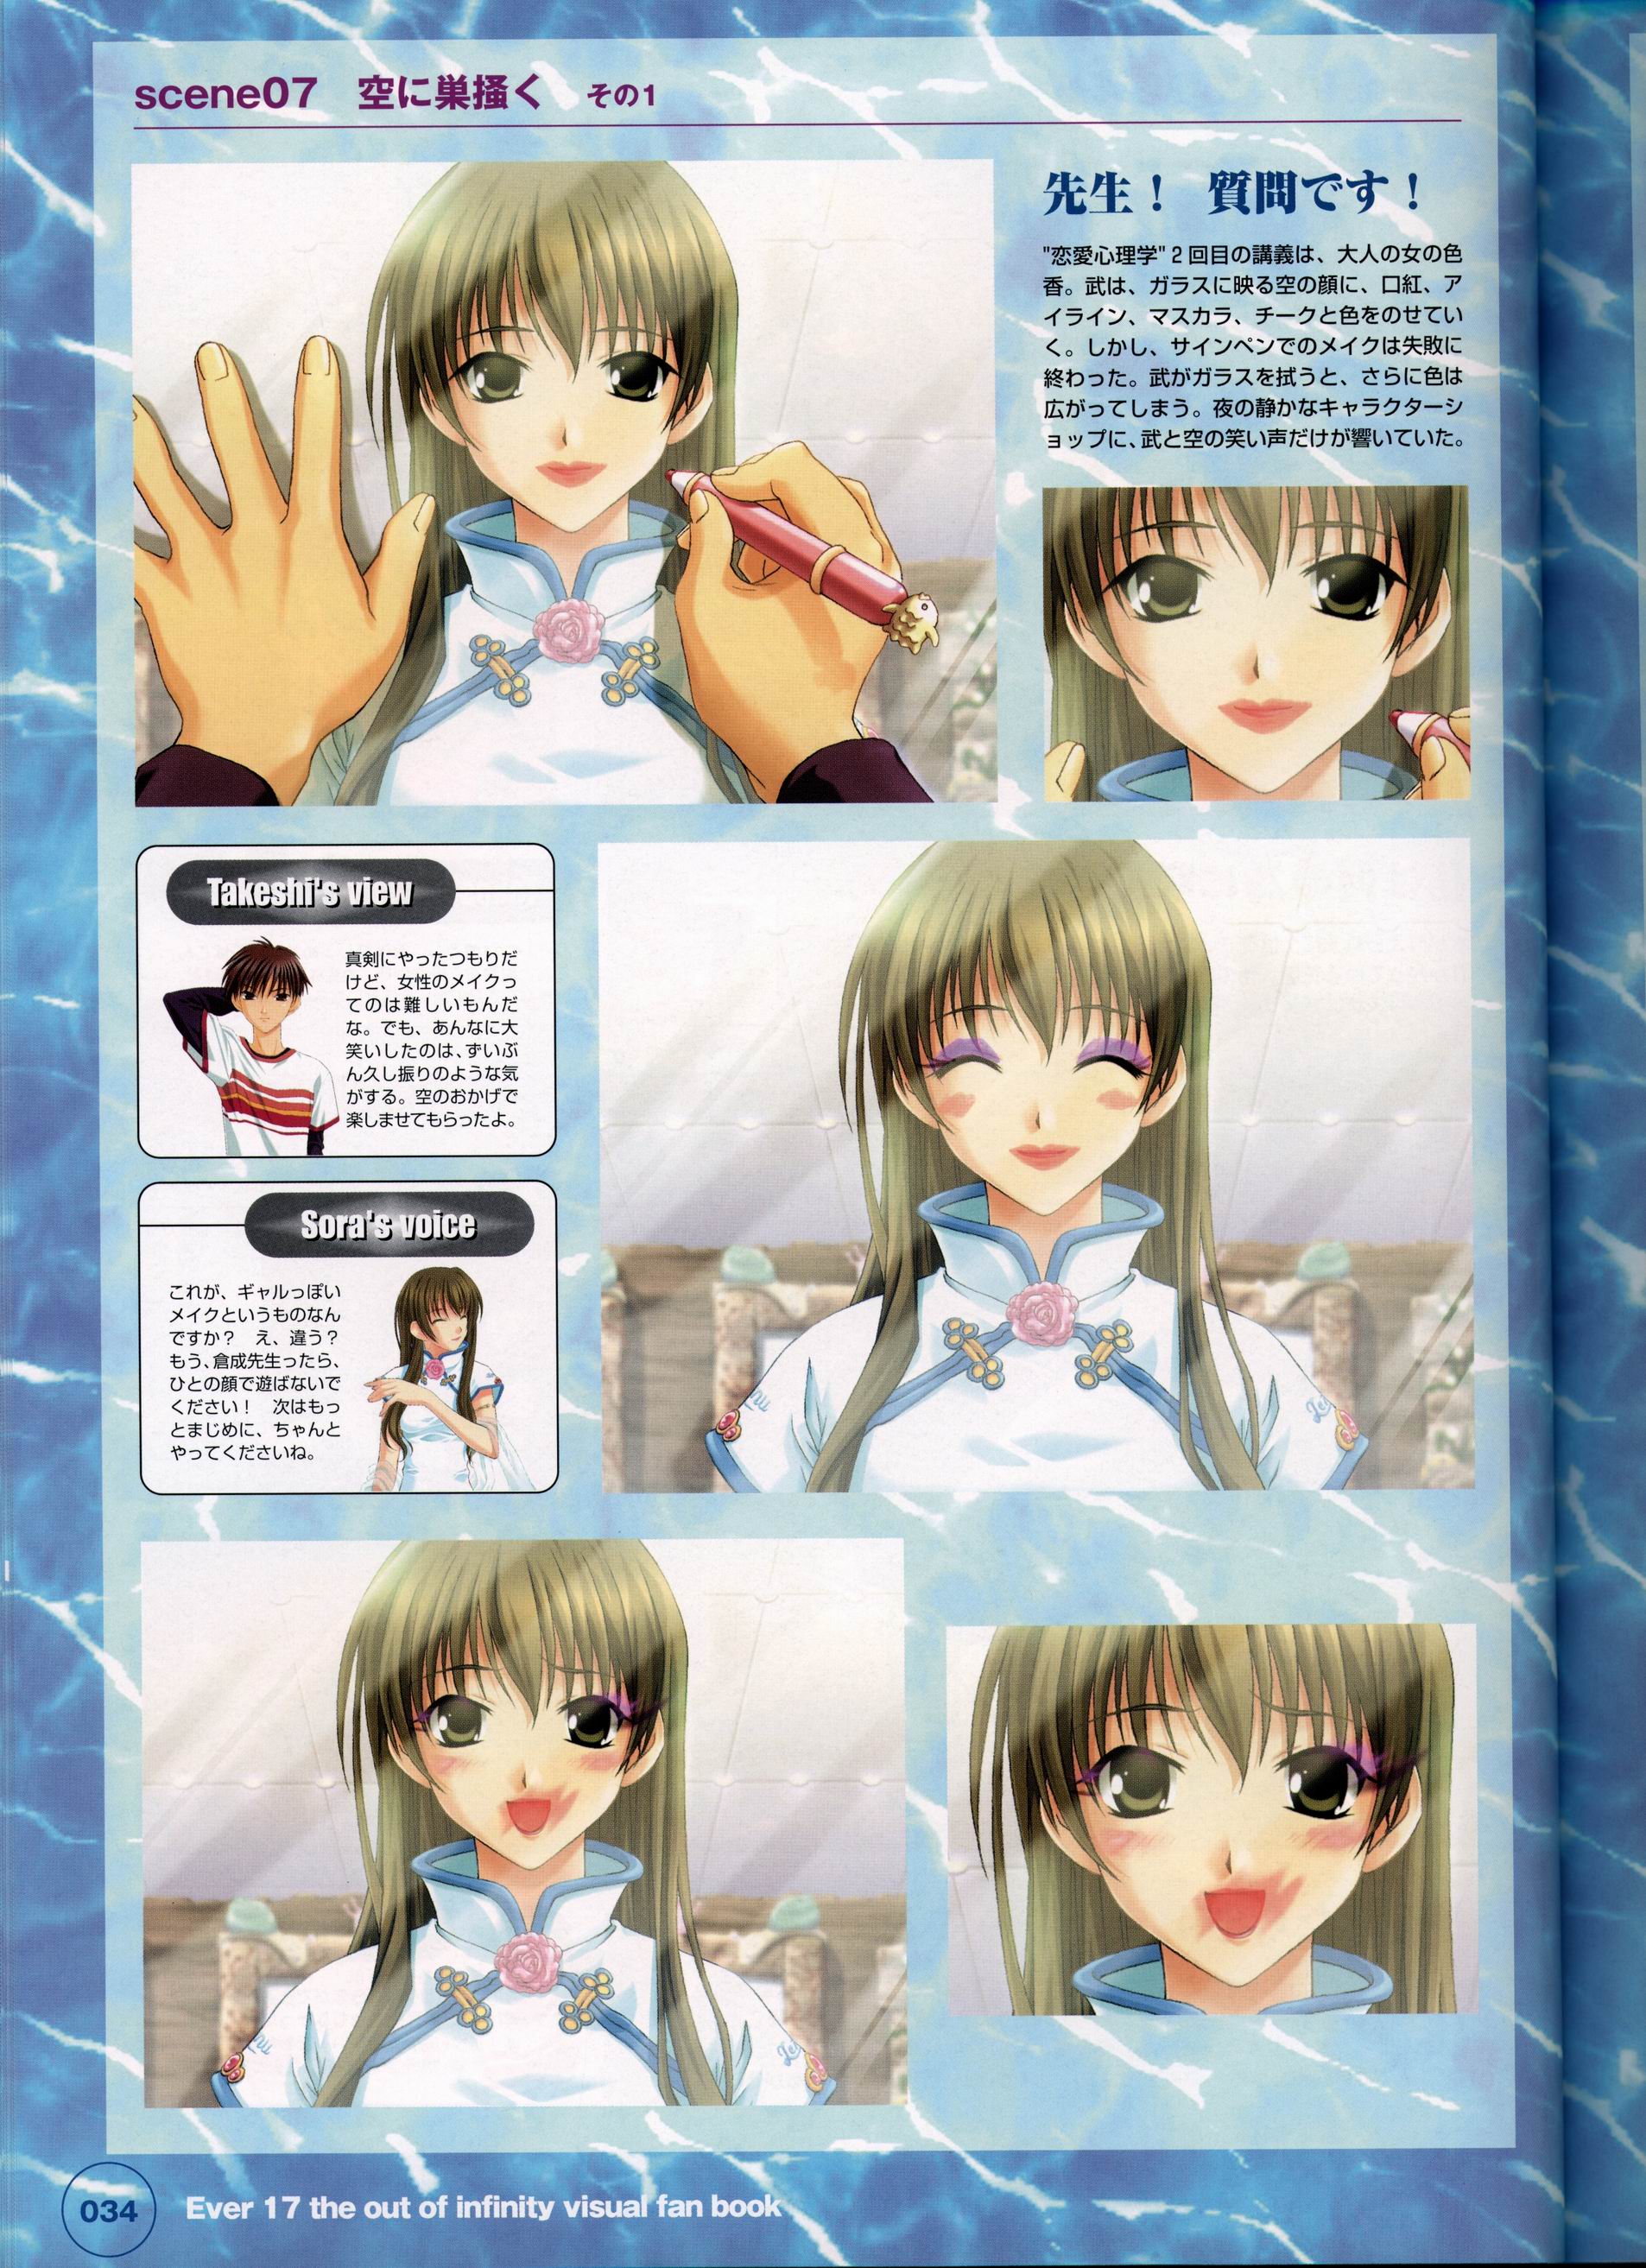 scene07 空に巣掻く その1
先生！ 質問です！
"恋愛心理学"２回目の講義は、大人の女の色
香。武は、ガラスに映る空の顔に、口紅、ア
イライン、マスカラ、チークと色をのせてい
く。しかし、サインペンでのメイクは失敗に
終わった。武がガラスを拭うと、さらに色は
広がってしまう。夜の静かなキャラクターシ
ョップに、武と空の笑い声だけが響いていた。
Takeshi's view
真剣にやったつもりだ
けど、女性のメイクっ
てのは難しいもんだ
な。でも、あんなに大
笑いしたのは、ずいぶ
ん久し振りのような気
がする。空のおかげで
楽しませてもらったよ。
Sora's voice
これが、ギャルっぽい
メイクというものなん
ですか？ え、違う？
もう、倉成先生ったら、
ひとの顔で遊ばないで
ください！ 次はもっ
とまじめに、ちゃんと
やってくださいね。
034 Ever 17 the out of infinity visual fan book